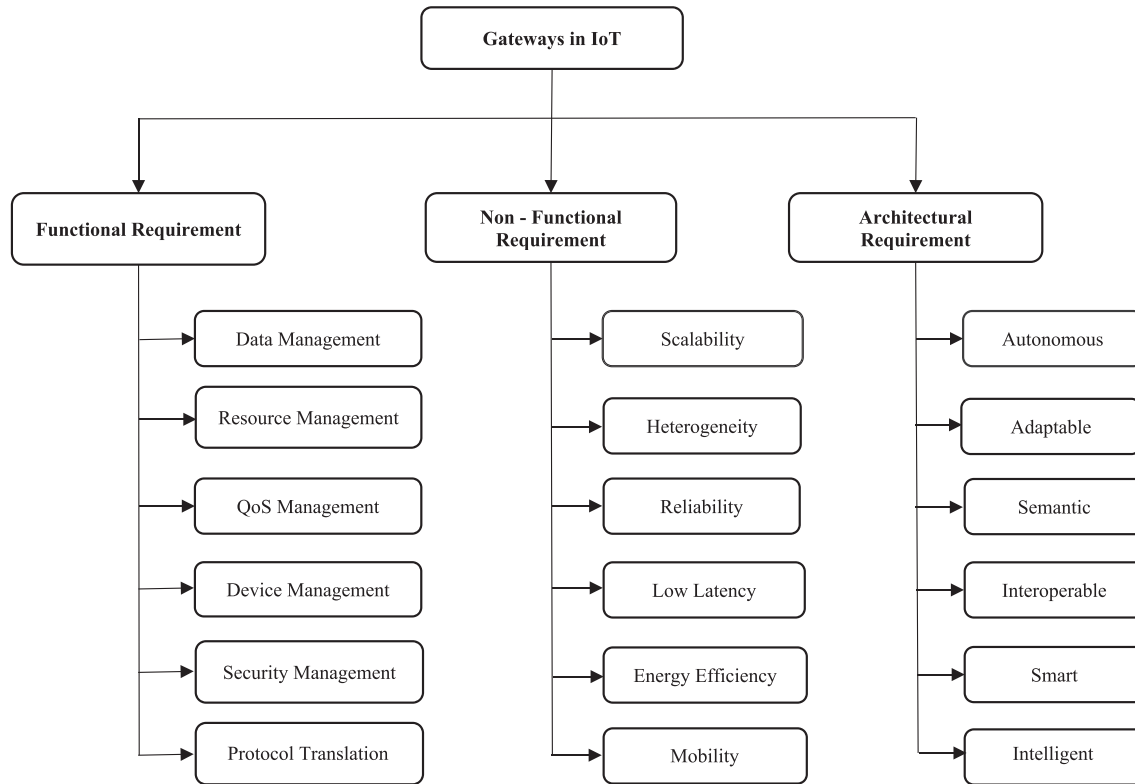 Gateways in IoT
Functional Requirement
Non - Functional
Requirement
Architectural
Requirement
Data Management
Resource Management
QoS Management
Device Management
Security Management
Protocol Translation
Scalability
Heterogeneity
Reliability
Low Latency
Energy Efficiency
Mobility
Autonomous
Adaptable
Semantic
Interoperable
Smart
Intelligent